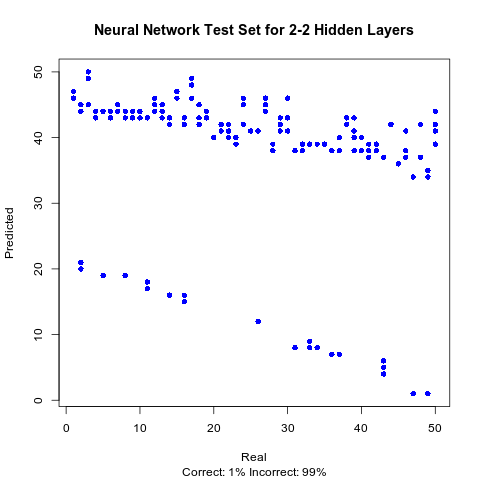 Neural Network Test Set for 2-2 Hidden Layers
Predicted
50
40
30
20
10
0
0 10 20 30 40 50
Real
Correct: 1% Incorrect: 99%